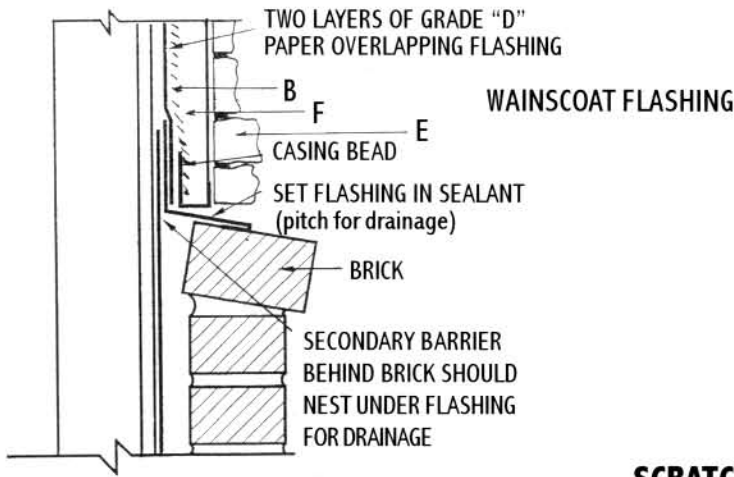 TWO LAYERS OF GRADE “D”
PAPER OVERLAPPING FLASHING
B
WAINSCOAT FLASHING
F
E
CASING BEAD
SET FLASHING IN SEALANT
(pitch for drainage)
BRICK
SECONDARY BARRIER
BEHIND BRICK SHOULD
NEST UNDER FLASHING
FOR DRAINAGE